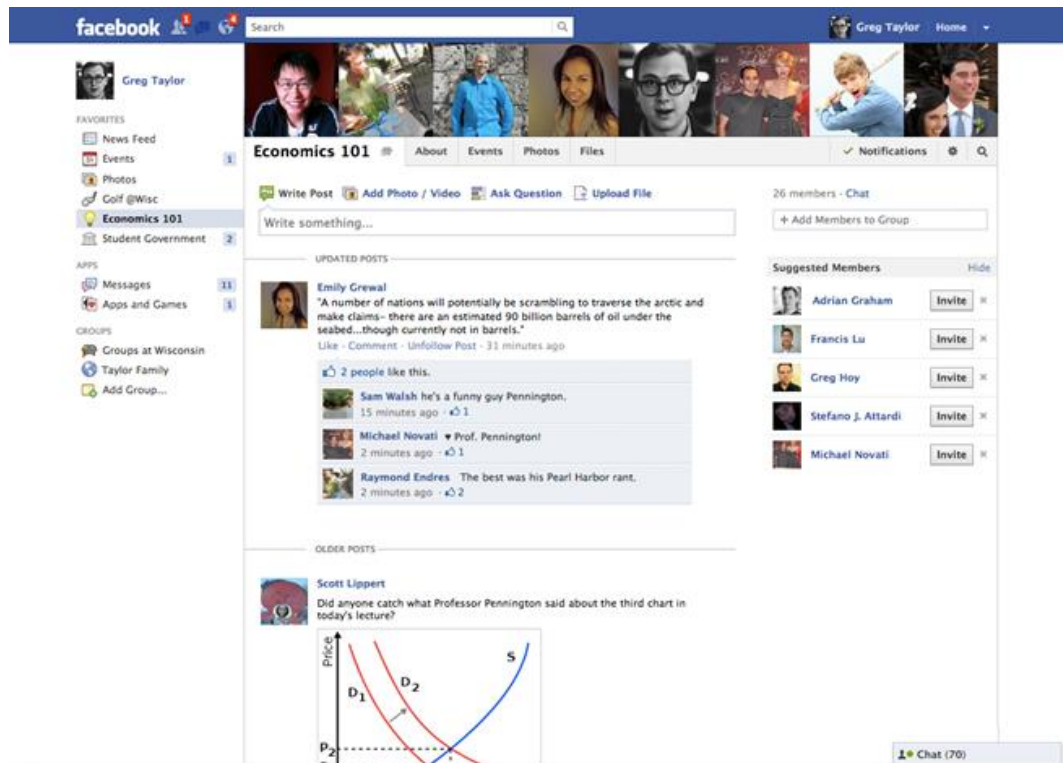 facebook
1
4
Search
Greg Taylor
Home
Greg Taylor
FAVORITES
News Feed
Events 1
Photos
Golf @Wisc
Economics 101
Student Government 2
APPS
Messages 11
Apps and Games 1
GROUPS
Groups at Wisconsin
Taylor Family
Add Group...
Economics 101
About
Events
Photos
Files
✓ Notifications
Write Post
Add Photo / Video
Ask Question
Upload File
Write something...
UPDATED POSTS
Emily Grewal
"A number of nations will potentially be scrambling to traverse the arctic and
make claims- there are an estimated 90 billion barrels of oil under the
seabed...though currently not in barrels."
Like · Comment · Unfollow Post · 31 minutes ago
2 people like this.
Sam Walsh he's a funny guy Pennington.
15 minutes ago · 1
Michael Novati ♥ Prof. Pennington!
2 minutes ago · 1
Raymond Endres The best was his Pearl Harbor rant.
2 minutes ago · 2
OLDER POSTS
Scott Lippert
Did anyone catch what Professor Pennington said about the third chart in
today's lecture?
Price
D1
D2
S
P2
26 members · Chat
+ Add Members to Group
Suggested Members
Hide
Adrian Graham Invite ×
Francis Lu Invite ×
Greg Hoy Invite ×
Stefano J. Attardi Invite ×
Michael Novati Invite ×
Chat (70)